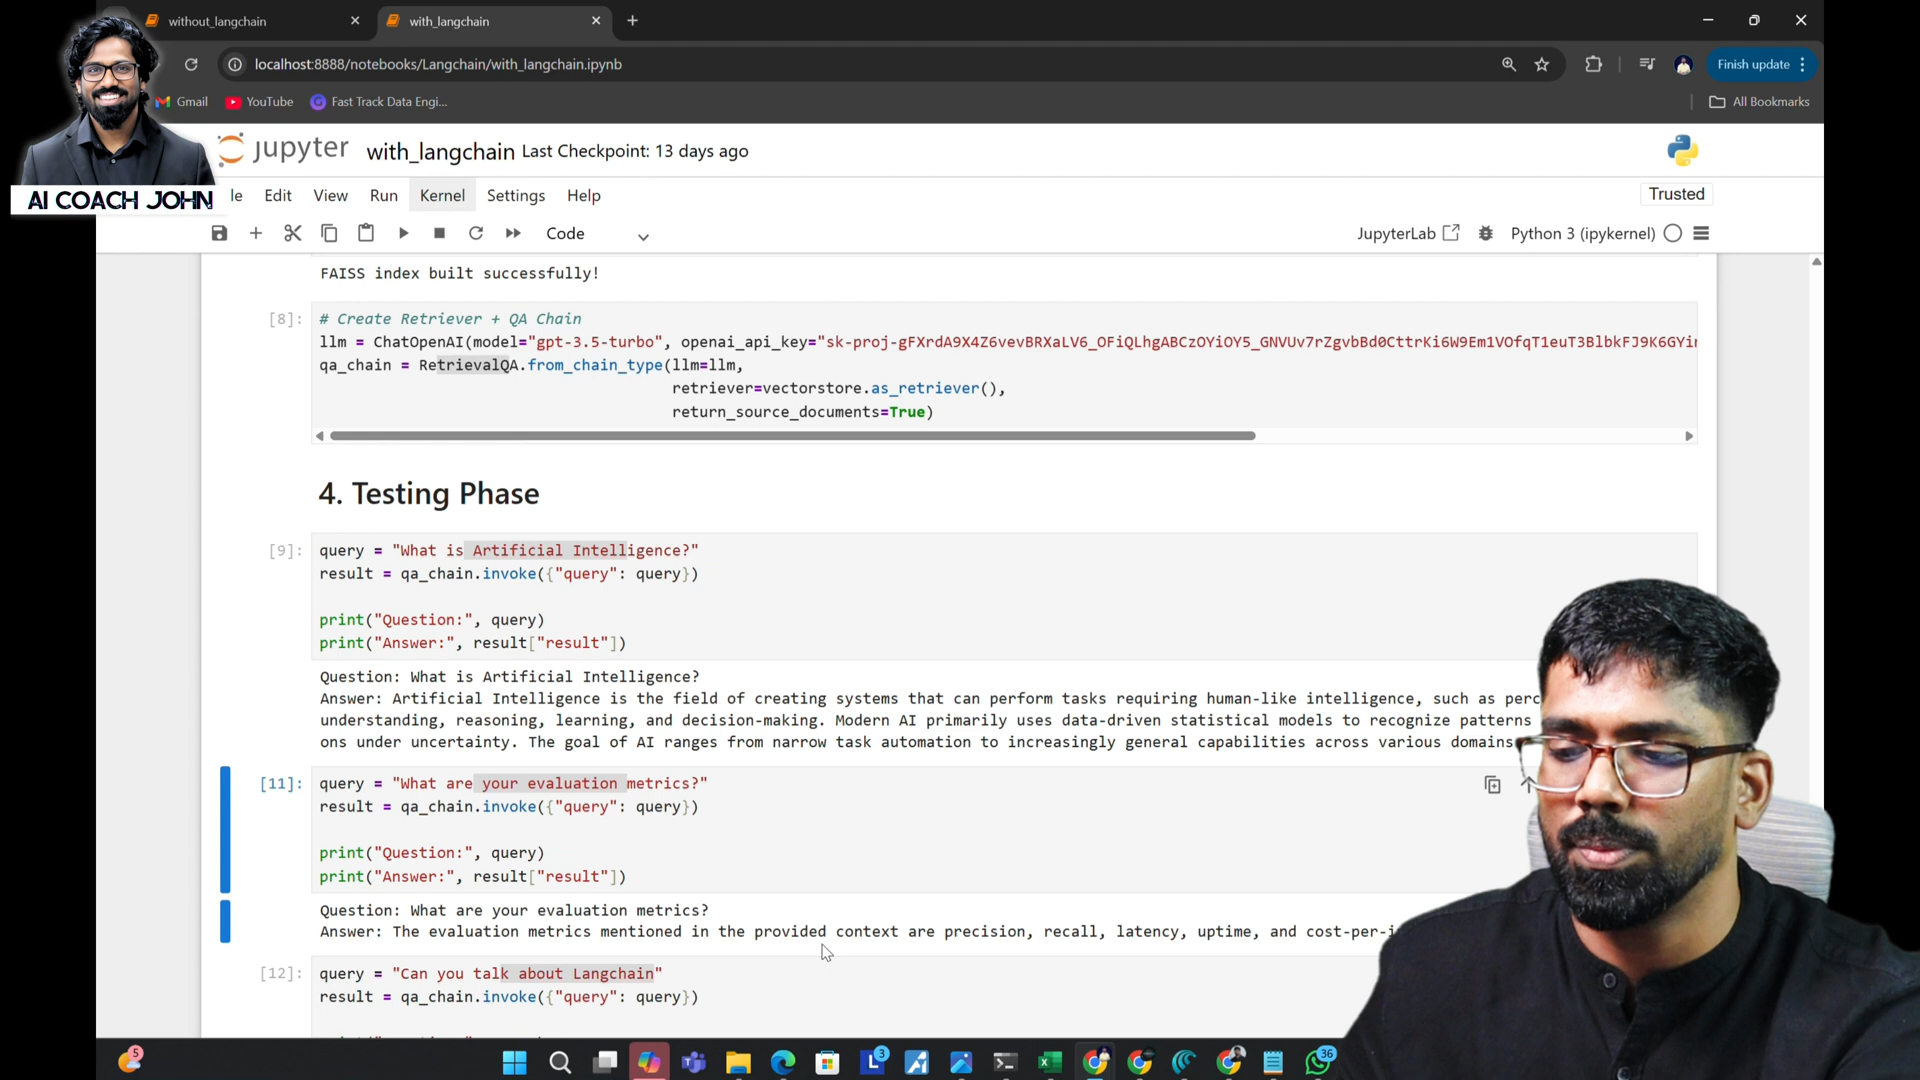 without_langchain
with_langchain
localhost:8888/notebooks/Langchain/with_langchain.ipynb
Finish update
Gmail
YouTube
Fast Track Data Engi...
All Bookmarks
jupyter
with_langchain Last Checkpoint: 13 days ago
AI COACH JOHN
le Edit View Run Kernel Settings Help
Trusted
Code
JupyterLab
Python 3 (ipykernel)
FAISS index built successfully!
[8]:
# Create Retriever + QA Chain
llm = ChatOpenAI(model="gpt-3.5-turbo", openai_api_key="
qa_chain = RetrievalQA.from_chain_type(llm=llm,
retriever=vectorstore.as_retriever(),
return_source_documents=True)
4. Testing Phase
[9]:
query = "What is Artificial Intelligence?"
result = qa_chain.invoke({"query": query})
print("Question:", query)
print("Answer:", result["result"])
Question: What is Artificial Intelligence?
Answer: Artificial Intelligence is the field of creating systems that can perform tasks requiring human-like intelligence, such as perc
understanding, reasoning, learning, and decision-making. Modern AI primarily uses data-driven statistical models to recognize patterns
ons under uncertainty. The goal of AI ranges from narrow task automation to increasingly general capabilities across various domains
[11]:
query = "What are your evaluation metrics?"
result = qa_chain.invoke({"query": query})
print("Question:", query)
print("Answer:", result["result"])
Question: What are your evaluation metrics?
Answer: The evaluation metrics mentioned in the provided context are precision, recall, latency, uptime, and cost-per-i
[12]:
query = "Can you talk about Langchain"
result = qa_chain.invoke({"query": query})
5
3
36